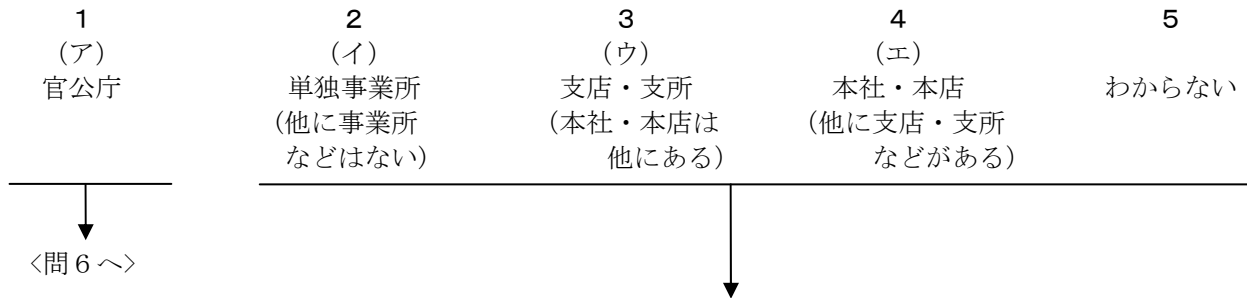 1 2 3 4 5
（ア） （イ） （ウ） （エ）
官公庁 単独事業所 支店・支所 本社・本店 わからない
（他に事業所 （本社・本店は （他に支店・支所
などはない） 他にある） などがある）
〈問６へ〉